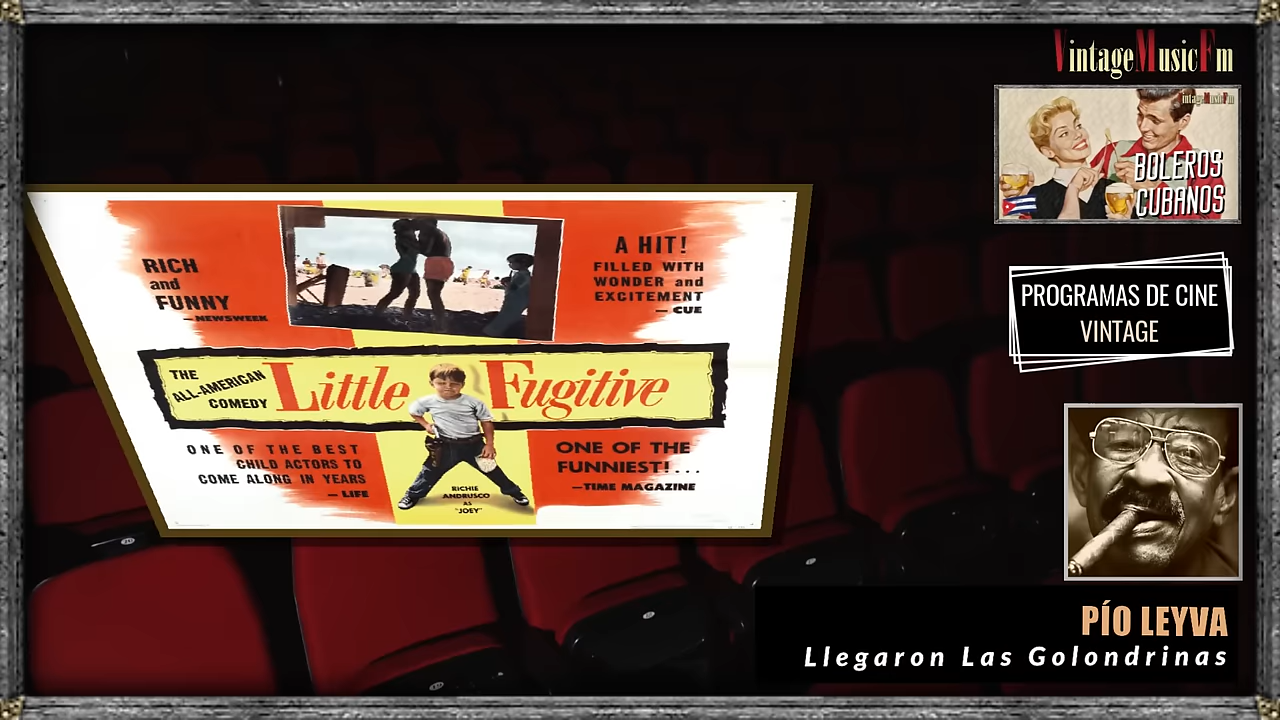 VintageMusicFm
intageMusicFm
BOLEROS
CUBANOS
PROGRAMAS DE CINE
VINTAGE
RICH
and
FUNNY
— NEWSWEEK
A HIT!
FILLED WITH
WONDER and
EXCITEMENT
— CUE
THE
ALL-AMERICAN
COMEDY
Little Fugitive
ONE OF THE BEST
CHILD ACTORS TO
COME ALONG IN YEARS
— LIFE
ONE OF THE
FUNNIEST!...
—TIME MAGAZINE
RICHIE
ANDRUSCO
AS
"JOEY"
PÍO LEYVA
Llegaron Las Golondrinas